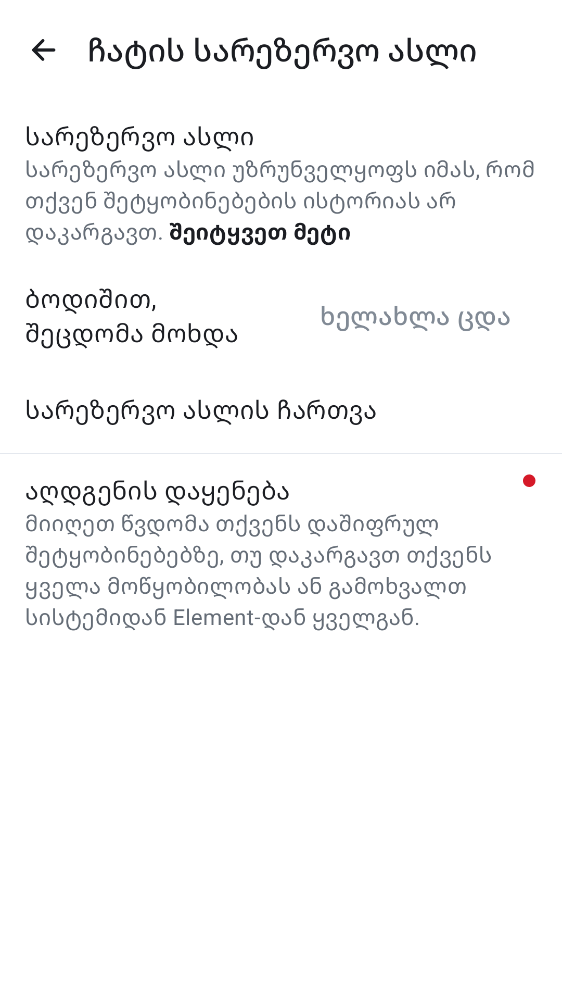 ჩატის სარეზერვო ასლი
სარეზერვო ასლი
სარეზერვო ასლი უზრუნველყოფს იმას, რომ
თქვენ შეტყობინებების ისტორიას არ
დაკარგავთ. შეიტყვეთ მეტი
ბოდიშით,
შეცდომა მოხდა
ხელახლა ცდა
სარეზერვო ასლის ჩართვა
აღდგენის დაყენება
მიიღეთ წვდომა თქვენს დაშიფრულ
შეტყობინებებზე, თუ დაკარგავთ თქვენს
ყველა მოწყობილობას ან გამოხვალთ
სისტემიდან Element-დან ყველგან.